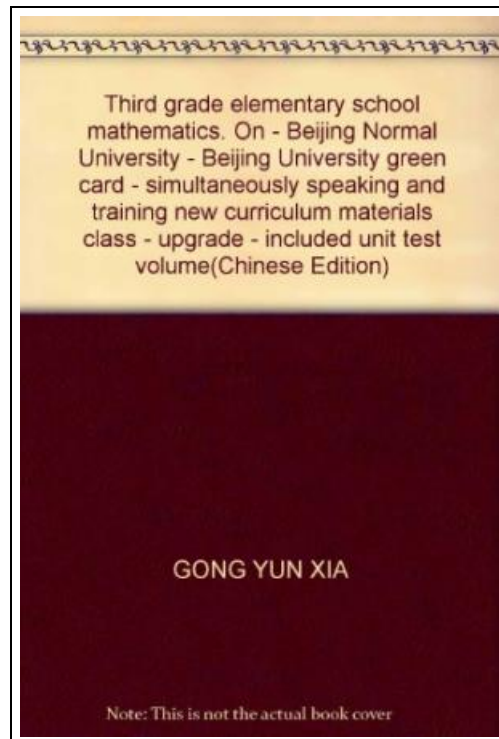 Third grade elementary school
mathematics. On - Beijing Normal
University - Beijing University green
card - simultaneously speaking and
training new curriculum materials
class - upgrade - included unit test
volume(Chinese Edition)
GONG YUN XIA
Note: This is not the actual book cover